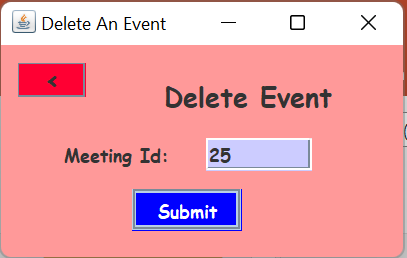 Delete An Event
<
Delete Event
Meeting Id: 25
Submit